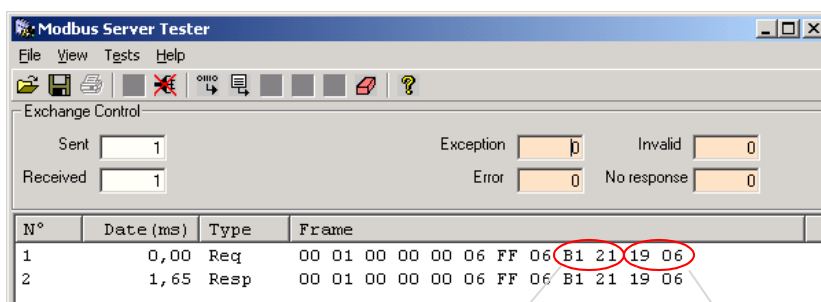 Modbus Server Tester
File View Tests Help
Exchange Control
Sent 1 Exception 0 Invalid 0
Received 1 Error 0 No response 0
N° Date(ms) Type Frame
1 0,00 Req 00 01 00 00 00 06 FF 06 B1 21 19 06
2 1,65 Resp 00 01 00 00 00 06 FF 06 B1 21 19 06